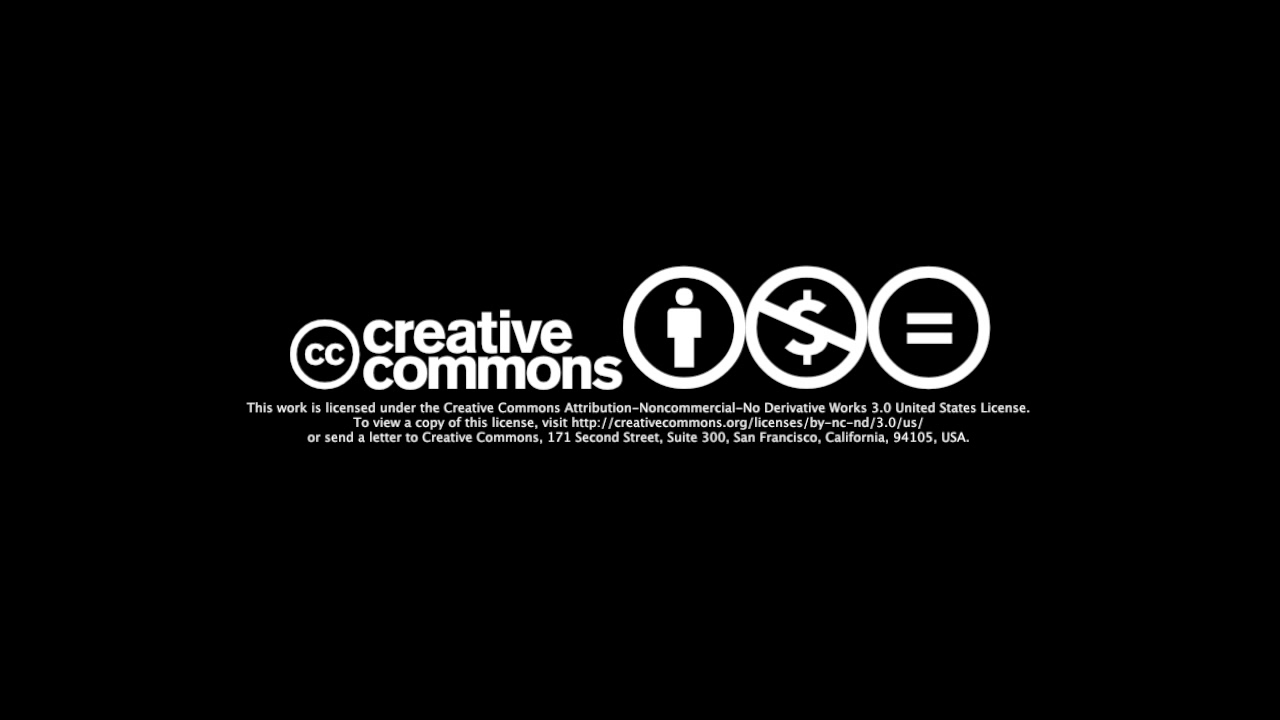 cc creative
commons
$ =
This work is licensed under the Creative Commons Attribution-Noncommercial-No Derivative Works 3.0 United States License.
To view a copy of this license, visit http://creativecommons.org/licenses/by-nc-nd/3.0/us/
or send a letter to Creative Commons, 171 Second Street, Suite 300, San Francisco, California, 94105, USA.